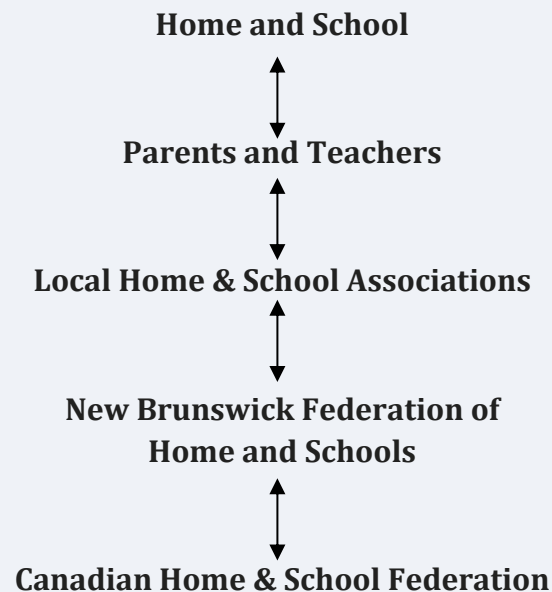 Home and School
Parents and Teachers
Local Home & School Associations
New Brunswick Federation of
Home and Schools
Canadian Home & School Federation